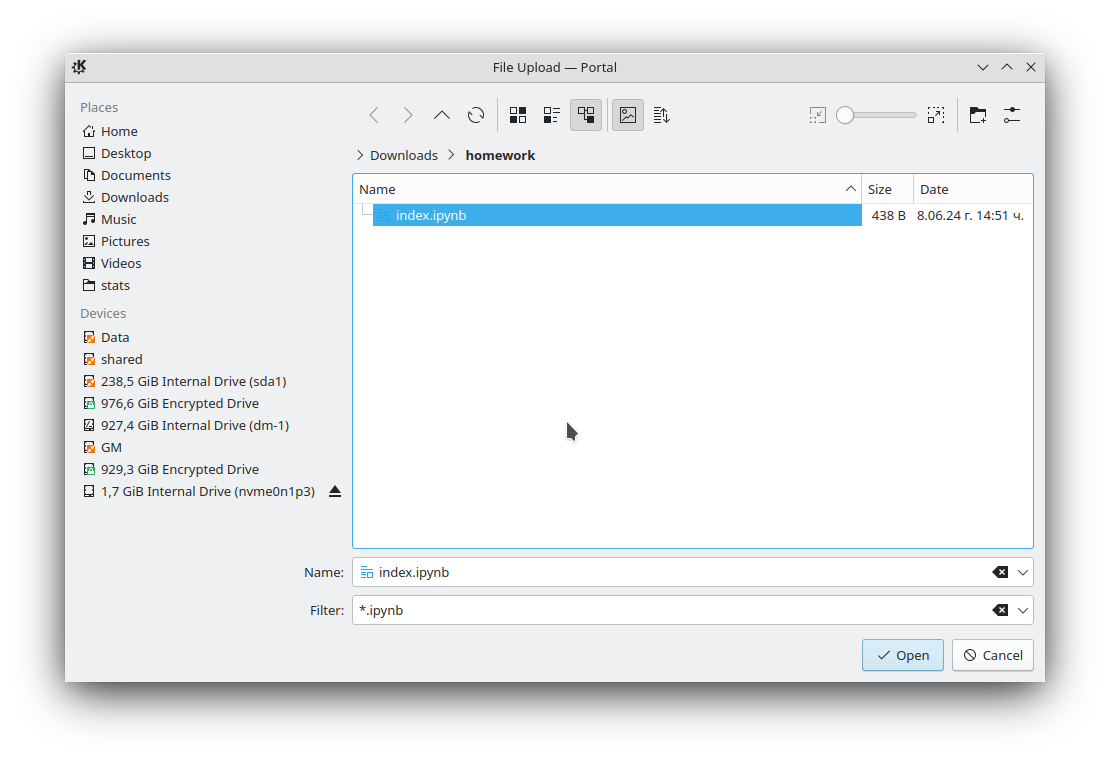 File Upload — Portal
Places
Home
Desktop
Documents
Downloads
Music
Pictures
Videos
stats
Devices
Data
shared
238,5 GiB Internal Drive (sda1)
976,6 GiB Encrypted Drive
927,4 GiB Internal Drive (dm-1)
GM
929,3 GiB Encrypted Drive
1,7 GiB Internal Drive (nvme0n1p3)
Downloads homework
Name Size Date
index.ipynb 438 B 8.06.24 г. 14:51 ч.
Name: index.ipynb
Filter: *.ipynb
Open Cancel